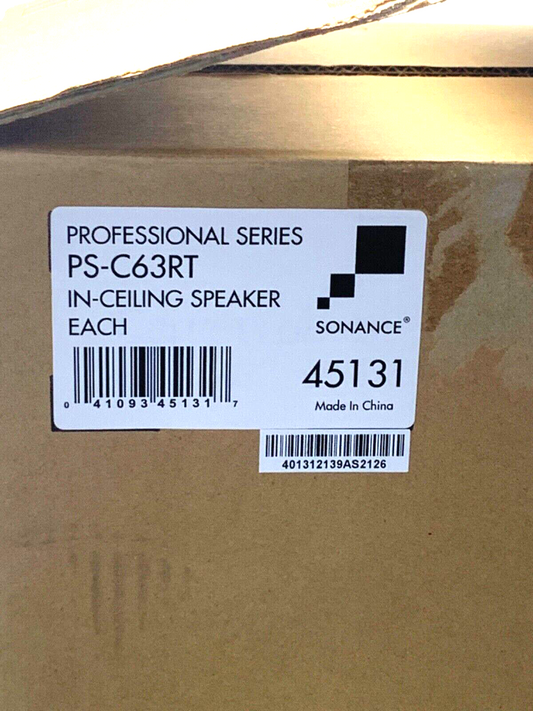 PROFESSIONAL SERIES
PS-C63RT
IN-CEILING SPEAKER
EACH
SONANCE®
0 41093 45131 7
45131
Made In China
401312139AS2126